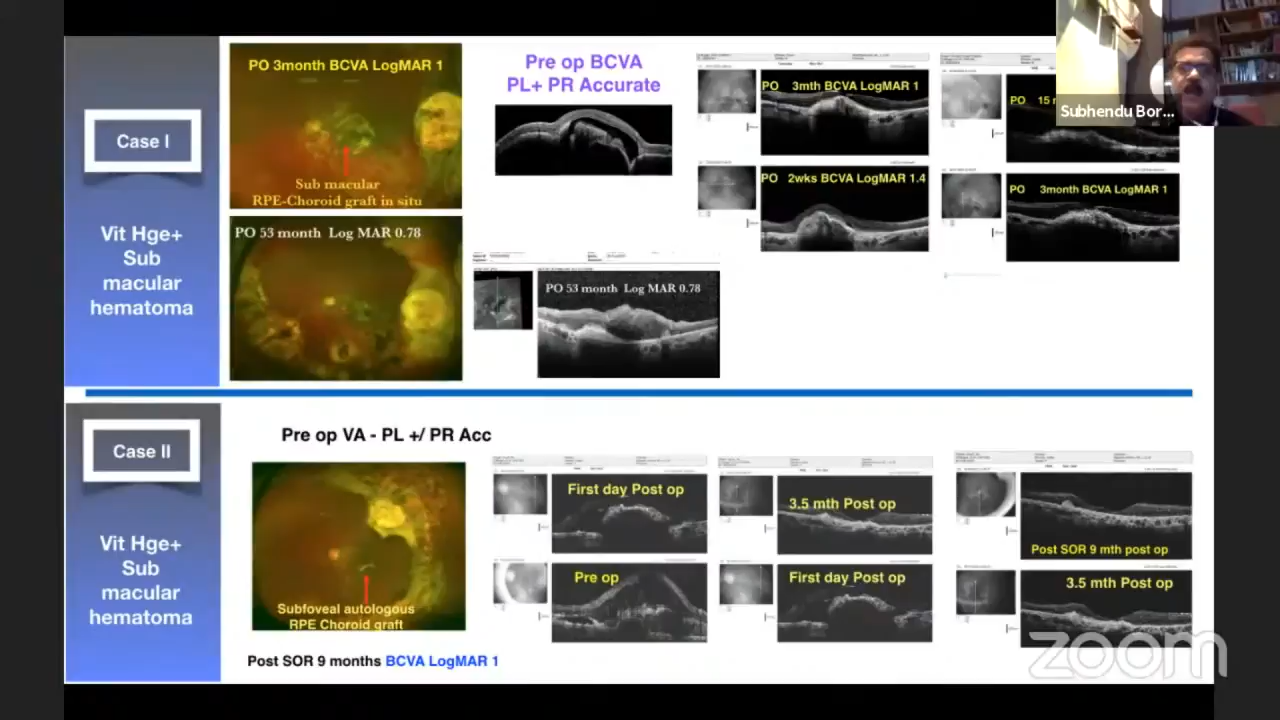 Case I
Vit Hge+
Sub
macular
hematoma
PO 3month BCVA LogMAR 1
Sub macular
RPE-Choroid graft in situ
PO 53 month Log MAR 0.78
Pre op BCVA
PL+ PR Accurate
PO 53 month Log MAR 0.78
PO 3mth BCVA LogMAR 1
PO 2wks BCVA LogMAR 1.4
PO 15
PO 3month BCVA LogMAR 1
Subhendu Bor...
Case II
Vit Hge+
Sub
macular
hematoma
Pre op VA - PL +/ PR Acc
Subfoveal autologous
RPE Choroid graft
Post SOR 9 months BCVA LogMAR 1
First day Post op
Pre op
3.5 mth Post op
First day Post op
Post SOR 9 mth post op
3.5 mth Post op
zoom